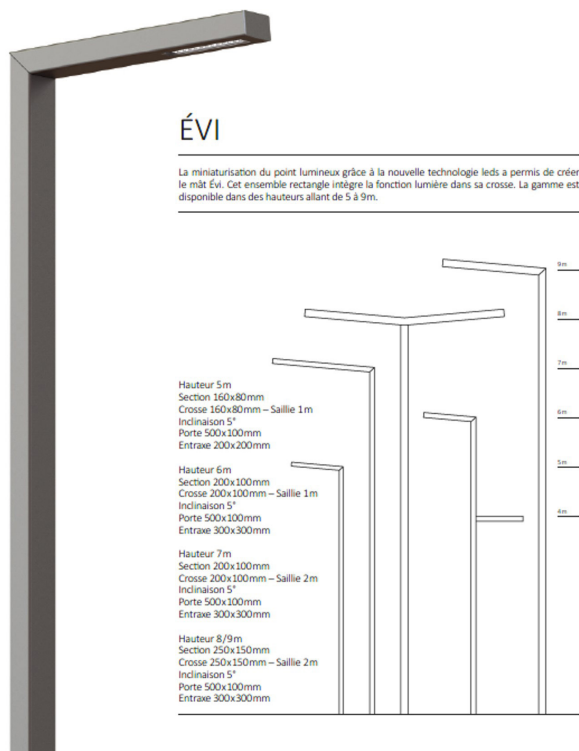 ÉVI
La miniaturisation du point lumineux grâce à la nouvelle technologie leds a permis de créer
le mât Évi. Cet ensemble rectangle intègre la fonction lumière dans sa crosse. La gamme est
disponible dans des hauteurs allant de 5 à 9m.
9m
8m
7m
6m
5m
4m
Hauteur 5m
Section 160x80mm
Crosse 160x80mm – Saillie 1m
Inclinaison 5°
Porte 500x100mm
Entraxe 200x200mm
Hauteur 6m
Section 200x100mm
Crosse 200x100mm – Saillie 1m
Inclinaison 5°
Porte 500x100mm
Entraxe 300x300mm
Hauteur 7m
Section 200x100mm
Crosse 200x100mm – Saillie 2m
Inclinaison 5°
Porte 500x100mm
Entraxe 300x300mm
Hauteur 8/9m
Section 250x150mm
Crosse 250x150mm – Saillie 2m
Inclinaison 5°
Porte 500x100mm
Entraxe 300x300mm